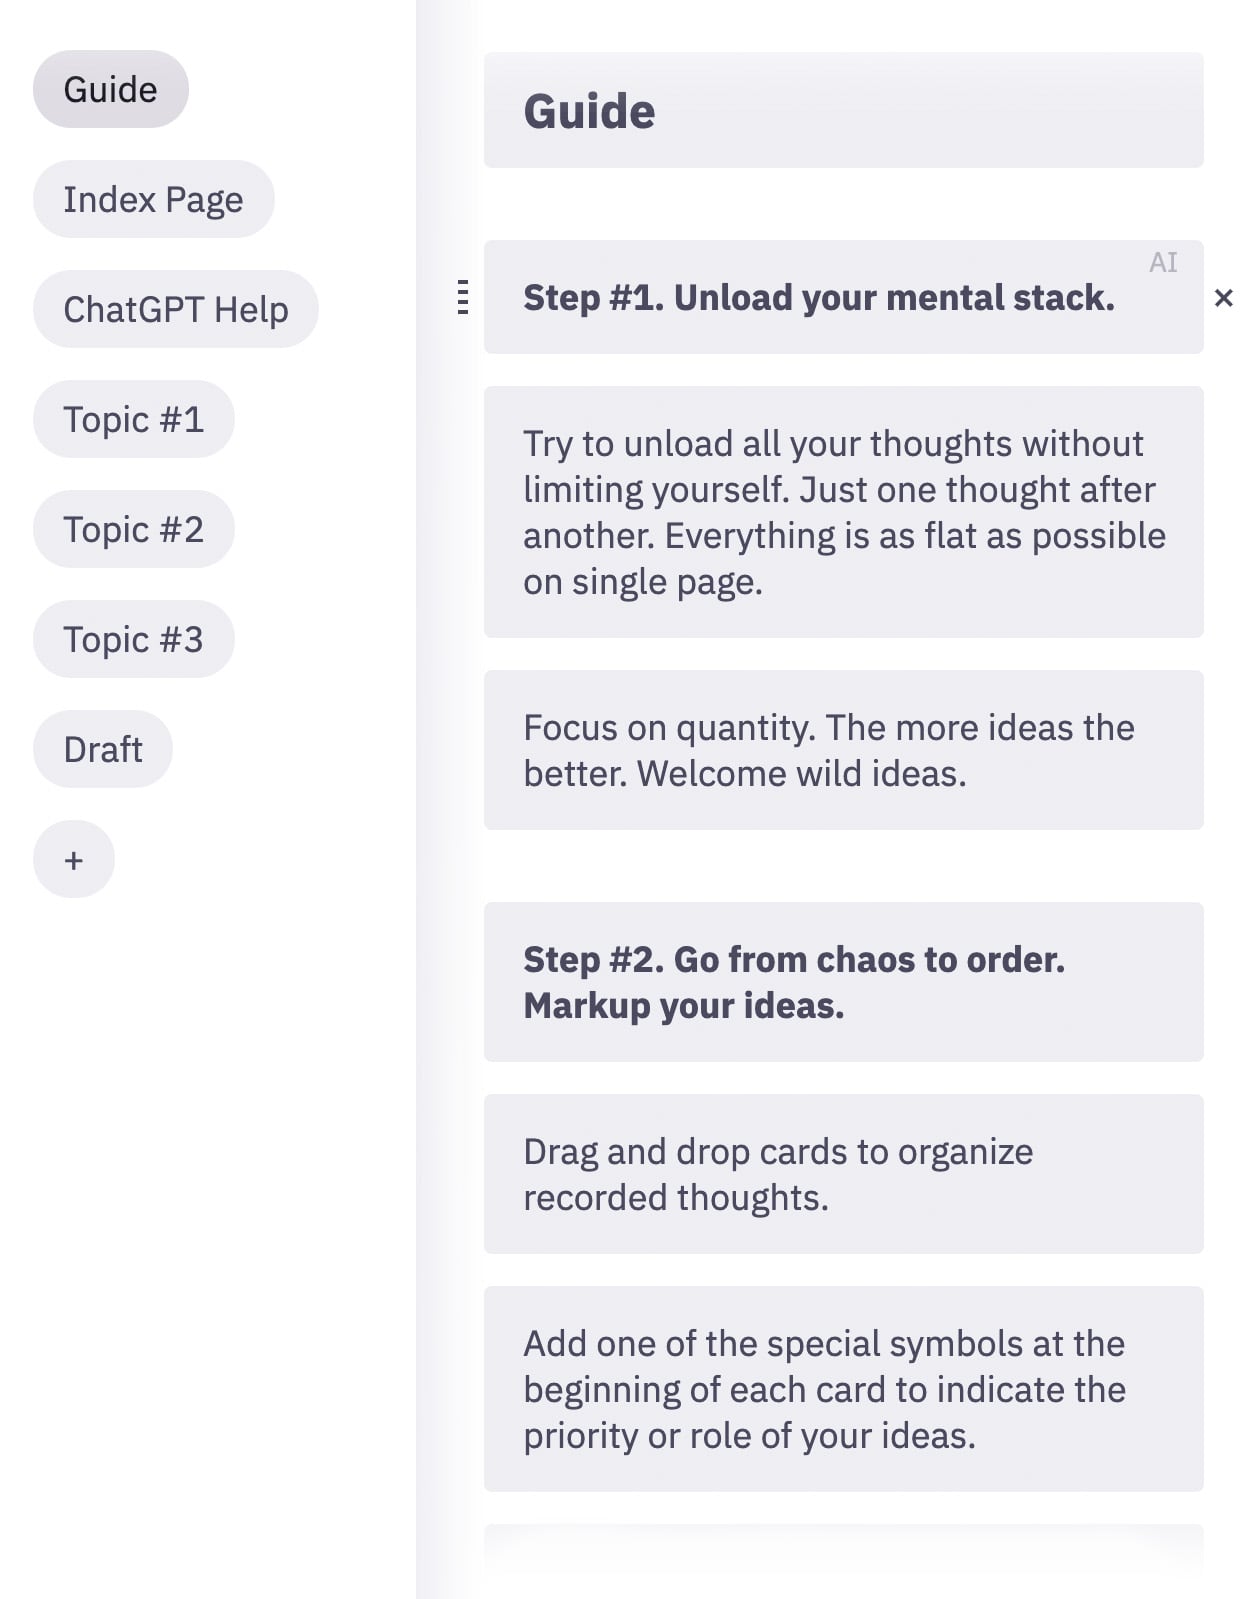 Guide
Index Page
ChatGPT Help
Topic #1
Topic #2
Topic #3
Draft
+
Guide
AI
Step #1. Unload your mental stack.
×
Try to unload all your thoughts without
limiting yourself. Just one thought after
another. Everything is as flat as possible
on single page.
Focus on quantity. The more ideas the
better. Welcome wild ideas.
Step #2. Go from chaos to order.
Markup your ideas.
Drag and drop cards to organize
recorded thoughts.
Add one of the special symbols at the
beginning of each card to indicate the
priority or role of your ideas.